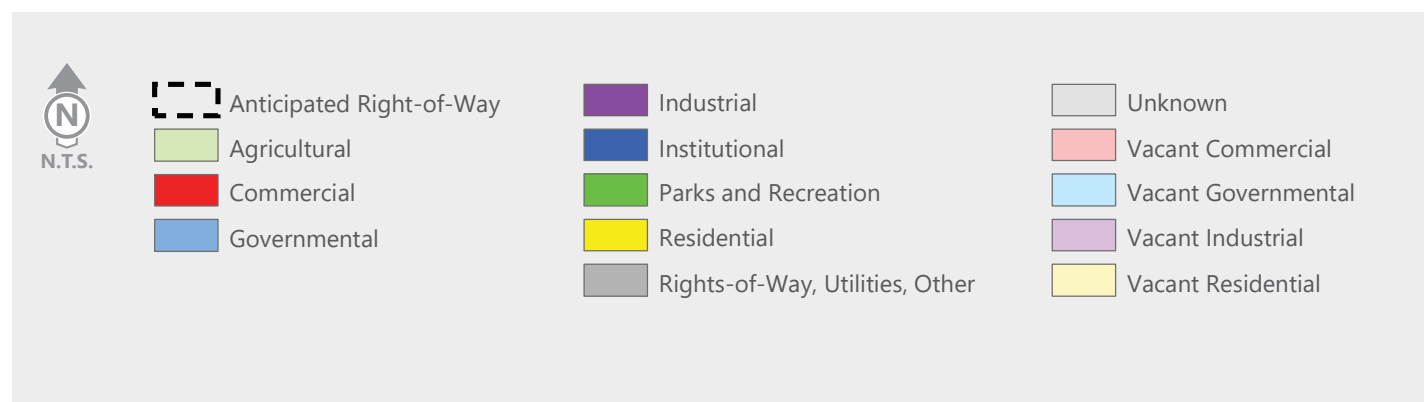 N
N.T.S.
Anticipated Right-of-Way
Agricultural
Commercial
Governmental
Industrial
Institutional
Parks and Recreation
Residential
Rights-of-Way, Utilities, Other
Unknown
Vacant Commercial
Vacant Governmental
Vacant Industrial
Vacant Residential